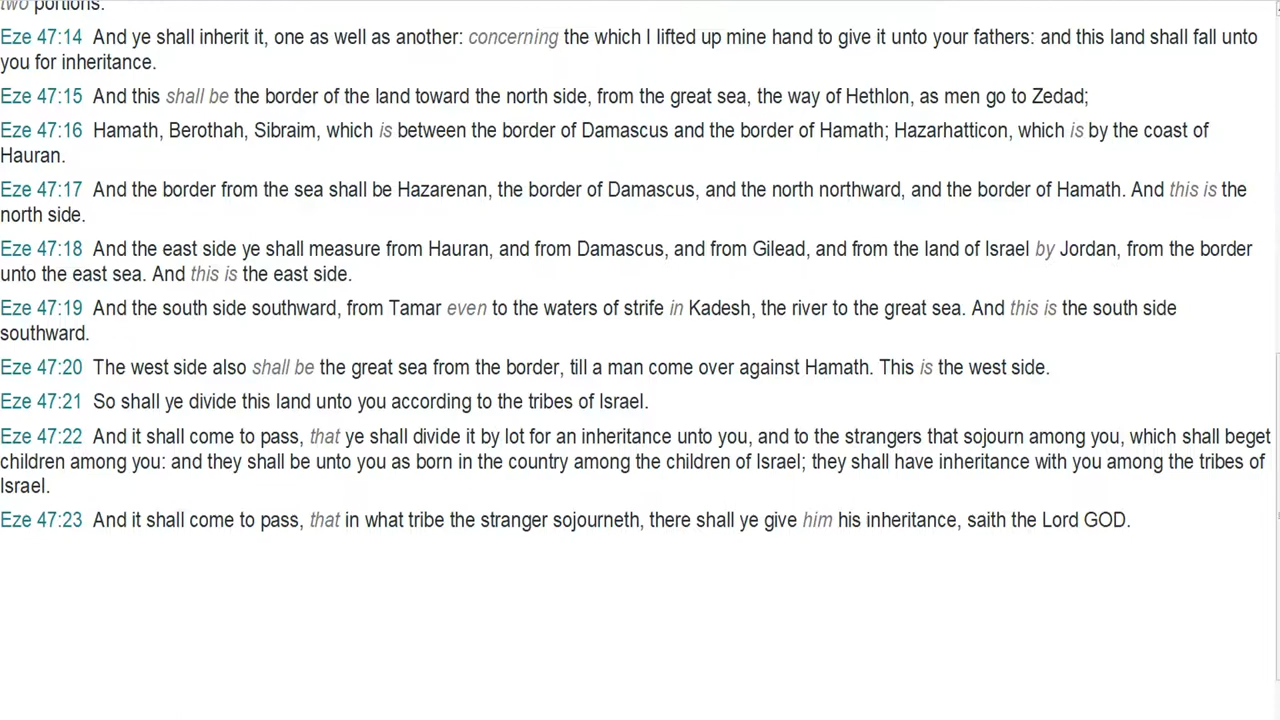 two portions.
Eze 47:14 And ye shall inherit it, one as well as another: concerning the which I lifted up mine hand to give it unto your fathers: and this land shall fall unto
you for inheritance.
Eze 47:15 And this shall be the border of the land toward the north side, from the great sea, the way of Hethlon, as men go to Zedad;
Eze 47:16 Hamath, Berothah, Sibraim, which is between the border of Damascus and the border of Hamath; Hazarhatticon, which is by the coast of
Hauran.
Eze 47:17 And the border from the sea shall be Hazarenan, the border of Damascus, and the north northward, and the border of Hamath. And this is the
north side.
Eze 47:18 And the east side ye shall measure from Hauran, and from Damascus, and from Gilead, and from the land of Israel by Jordan, from the border
unto the east sea. And this is the east side.
Eze 47:19 And the south side southward, from Tamar even to the waters of strife in Kadesh, the river to the great sea. And this is the south side
southward.
Eze 47:20 The west side also shall be the great sea from the border, till a man come over against Hamath. This is the west side.
Eze 47:21 So shall ye divide this land unto you according to the tribes of Israel.
Eze 47:22 And it shall come to pass, that ye shall divide it by lot for an inheritance unto you, and to the strangers that sojourn among you, which shall beget
children among you: and they shall be unto you as born in the country among the children of Israel; they shall have inheritance with you among the tribes of
Israel.
Eze 47:23 And it shall come to pass, that in what tribe the stranger sojourneth, there shall ye give him his inheritance, saith the Lord GOD.